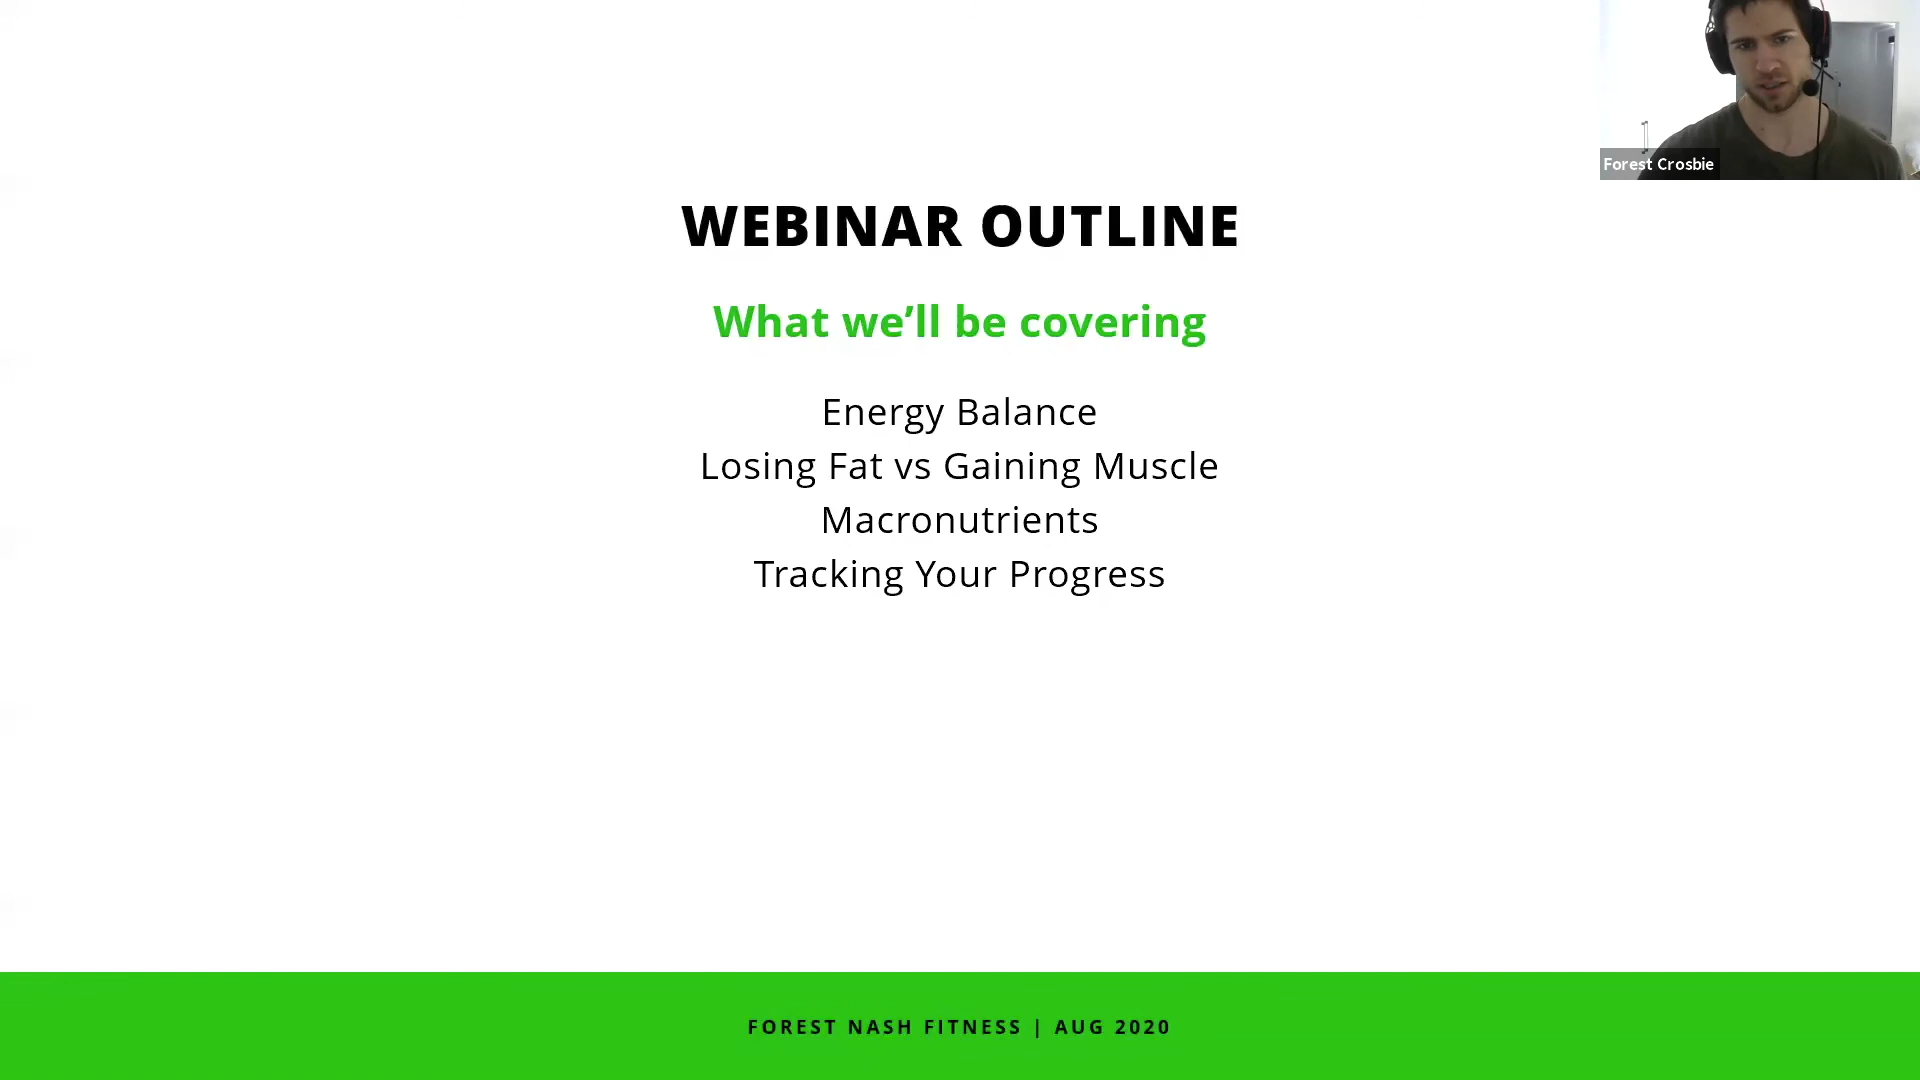 Forest Crosbie
WEBINAR OUTLINE
What we’ll be covering
Energy Balance
Losing Fat vs Gaining Muscle
Macronutrients
Tracking Your Progress
FOREST NASH FITNESS | AUG 2020